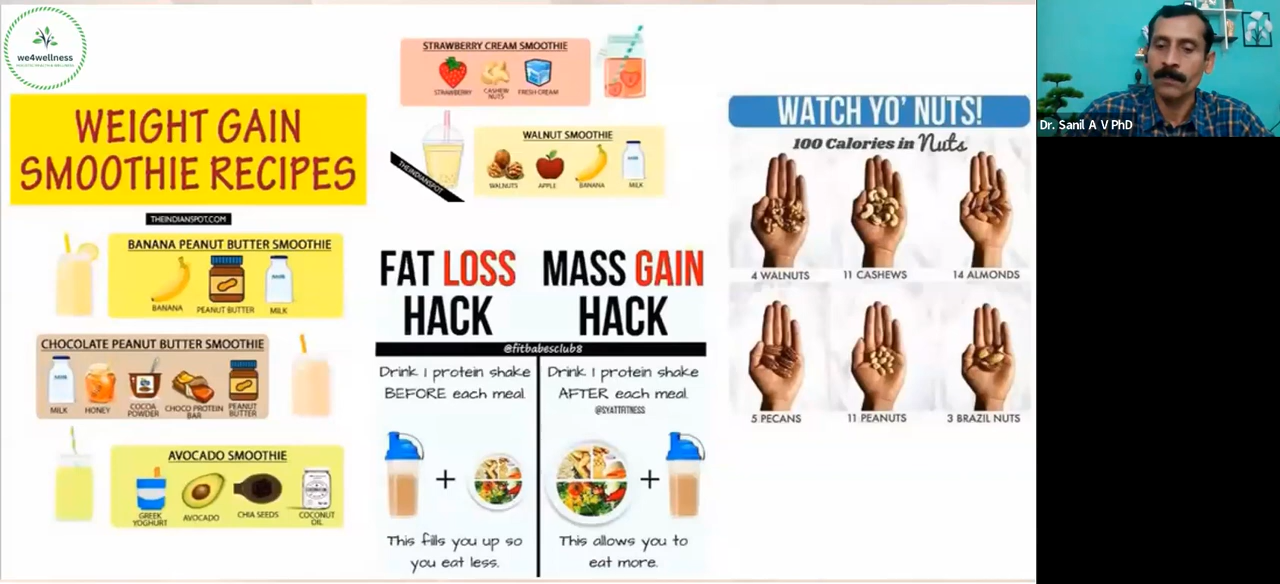 we4wellness
WEIGHT GAIN
SMOOTHIE RECIPES
THEINDIANSPOT.COM
BANANA PEANUT BUTTER SMOOTHIE
BANANA
PEANUT BUTTER
MILK
CHOCOLATE PEANUT BUTTER SMOOTHIE
MILK
HONEY
COCOA
POWDER
CHOCO PROTEIN
BAR
PEANUT
BUTTER
AVOCADO SMOOTHIE
GREEK
YOGHURT
AVOCADO
CHIA SEEDS
COCONUT
OIL
STRAWBERRY CREAM SMOOTHIE
STRAWBERRY
CASHEW
NUTS
FRESH CREAM
WALNUT SMOOTHIE
THEINDIANSPOT
WALNUTS
APPLE
BANANA
MILK
FAT LOSS
HACK
MASS GAIN
HACK
@fitbabesclub8
Drink 1 protein shake
BEFORE each meal.
Drink 1 protein shake
AFTER each meal.
@SYATTFITNESS
+
+
This fills you up so
you eat less.
This allows you to
eat more.
WATCH YO' NUTS!
100 Calories in Nuts
4 WALNUTS
11 CASHEWS
14 ALMONDS
5 PECANS
11 PEANUTS
3 BRAZIL NUTS
Dr. Sanil A V PhD